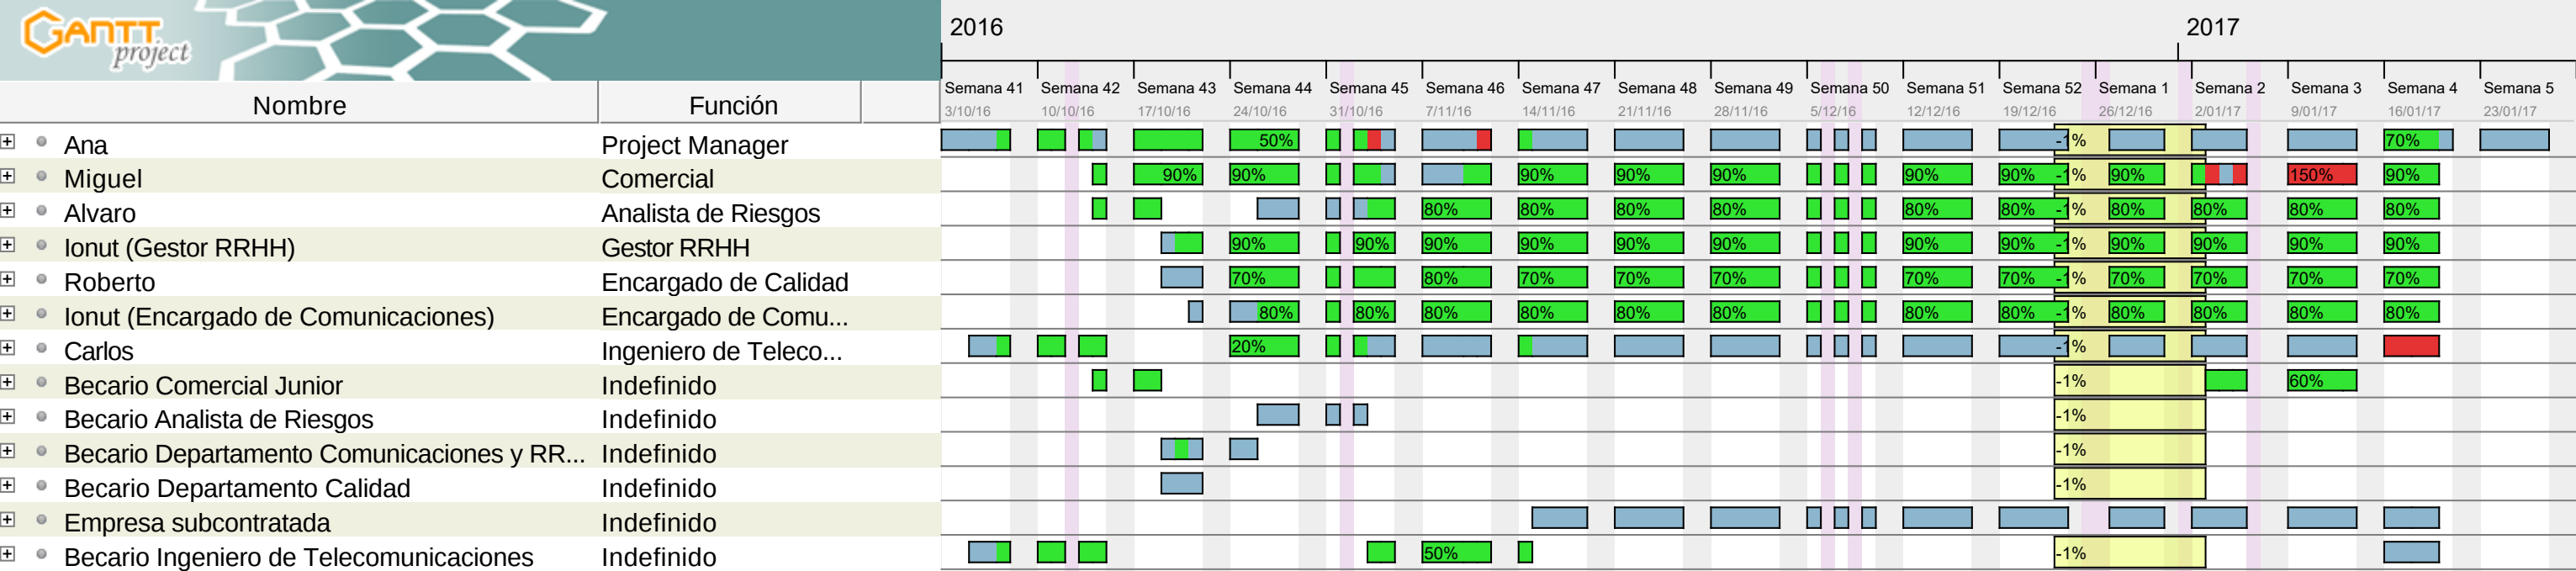 GANTT project
2016 2017
Semana 41 Semana 42 Semana 43 Semana 44 Semana 45 Semana 46 Semana 47 Semana 48 Semana 49 Semana 50 Semana 51 Semana 52 Semana 1 Semana 2 Semana 3 Semana 4 Semana 5
Nombre Función 3/10/16 10/10/16 17/10/16 24/10/16 31/10/16 7/11/16 14/11/16 21/11/16 28/11/16 5/12/16 12/12/16 19/12/16 26/12/16 2/01/17 9/01/17 16/01/17 23/01/17
Ana Project Manager 50% -1% 70%
Miguel Comercial 90% 90% 90% 90% 90% 90% 90% -1% 90% 150% 90%
Alvaro Analista de Riesgos 80% 80% 80% 80% 80% 80% -1% 80% 80% 80% 80%
Ionut (Gestor RRHH) Gestor RRHH 90% 90% 90% 90% 90% 90% 90% 90% -1% 90% 90% 90% 90%
Roberto Encargado de Calidad 70% 80% 70% 70% 70% 70% 70% -1% 70% 70% 70% 70%
Ionut (Encargado de Comunicaciones) Encargado de Comu... 80% 80% 80% 80% 80% 80% 80% 80% -1% 80% 80% 80% 80%
Carlos Ingeniero de Teleco... 20% -1%
Becario Comercial Junior Indefinido -1% 60%
Becario Analista de Riesgos Indefinido -1%
Becario Departamento Comunicaciones y RR... Indefinido -1%
Becario Departamento Calidad Indefinido -1%
Empresa subcontratada Indefinido
Becario Ingeniero de Telecomunicaciones Indefinido 50% -1%